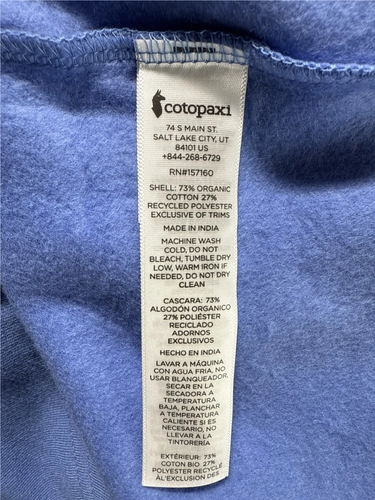 cotopaxi
74 S MAIN ST.
SALT LAKE CITY, UT
84101 US
+844-268-6729
RN#157160
SHELL: 73% ORGANIC
COTTON 27%
RECYCLED POLYESTER
EXCLUSIVE OF TRIMS
MADE IN INDIA
MACHINE WASH
COLD, DO NOT
BLEACH, TUMBLE DRY
LOW, WARM IRON IF
NEEDED, DO NOT DRY
CLEAN
CASCARA: 73%
ALGODÓN ORGANICO
27% POLIÉSTER
RECICLADO
ADORNOS
EXCLUSIVOS
HECHO EN INDIA
LAVAR A MÁQUINA
CON AGUA FRIA, NO
USAR BLANQUEADOR,
SECAR EN LA
SECADORA A
TEMPERATURA
BAJA, PLANCHAR
A TEMPERATURA
CALIENTE SI ES
NECESARIO, NO
LLEVAR A LA
TINTORERÍA
EXTÉRIEUR: 73%
COTON BIO 27%
POLYESTER RECYCLÉ
À L'EXCLUSION DES